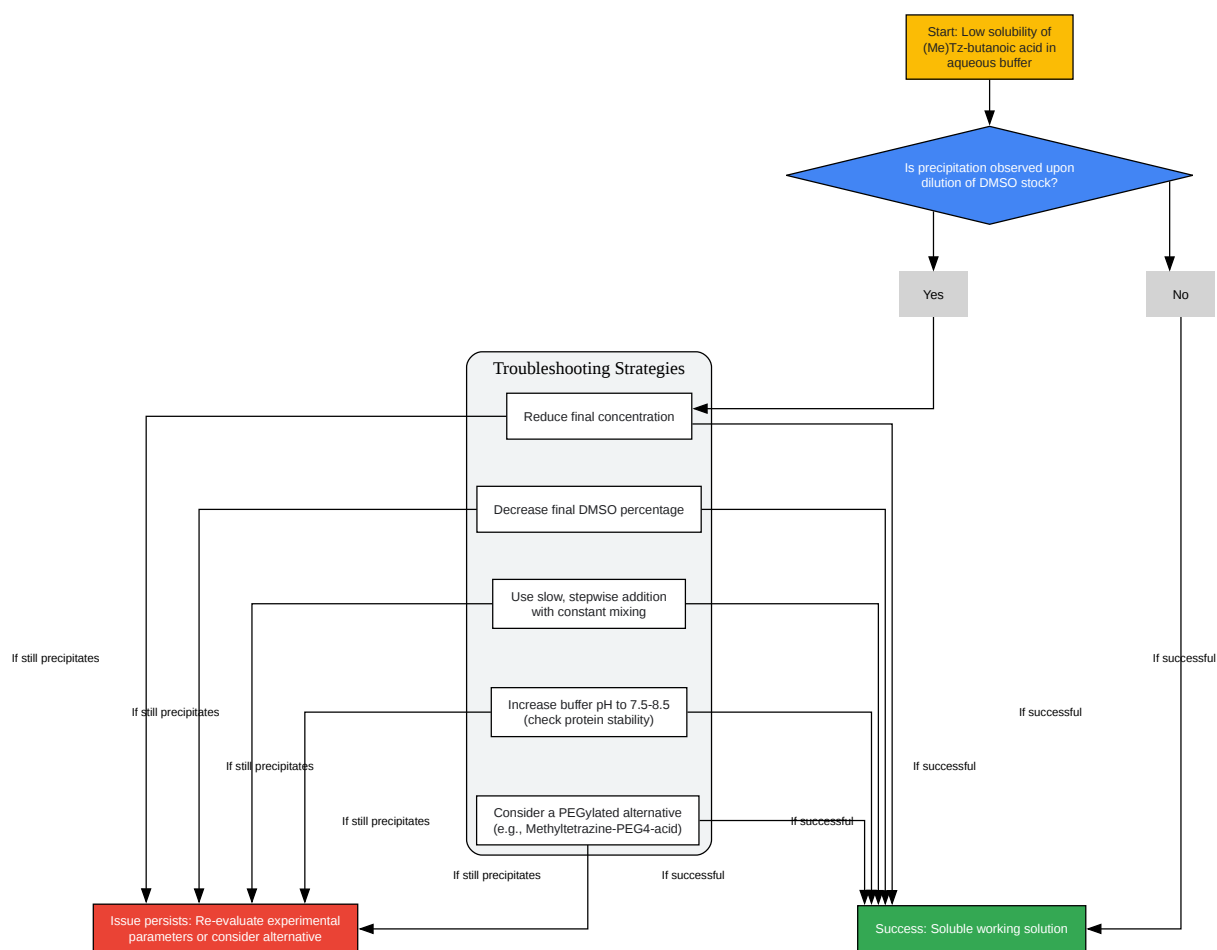 Start: Low solubility of
(Me)Tz-butanoic acid in
aqueous buffer
Is precipitation observed upon
dilution of DMSO stock?
Yes
No
Troubleshooting Strategies
Reduce final concentration
Decrease final DMSO percentage
Use slow, stepwise addition
with constant mixing
If still precipitates
If successful
Increase buffer pH to 7.5-8.5
(check protein stability)
If still precipitates
If successful
If still precipitates
If successful
Consider a PEGylated alternative
(e.g., Methyltetrazine-PEG4-acid)
If still precipitates
If successful
If still precipitates
If successful
Issue persists: Re-evaluate experimental
parameters or consider alternative
Success: Soluble working solution